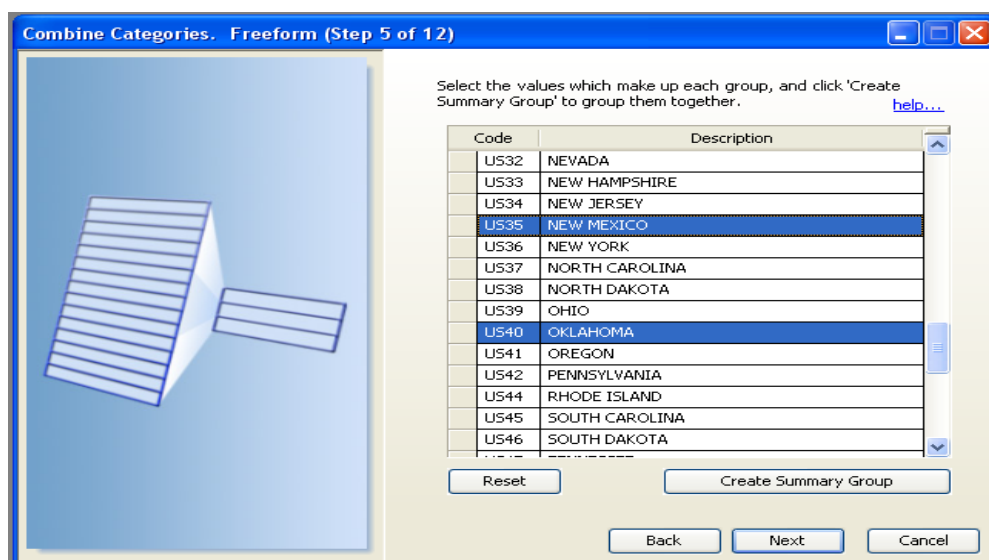 Combine Categories. Freeform (Step 5 of 12)
Select the values which make up each group, and click 'Create
Summary Group' to group them together.
help...
Code Description
US32 NEVADA
US33 NEW HAMPSHIRE
US34 NEW JERSEY
US35 NEW MEXICO
US36 NEW YORK
US37 NORTH CAROLINA
US38 NORTH DAKOTA
US39 OHIO
US40 OKLAHOMA
US41 OREGON
US42 PENNSYLVANIA
US44 RHODE ISLAND
US45 SOUTH CAROLINA
US46 SOUTH DAKOTA
Reset Create Summary Group
Back Next Cancel